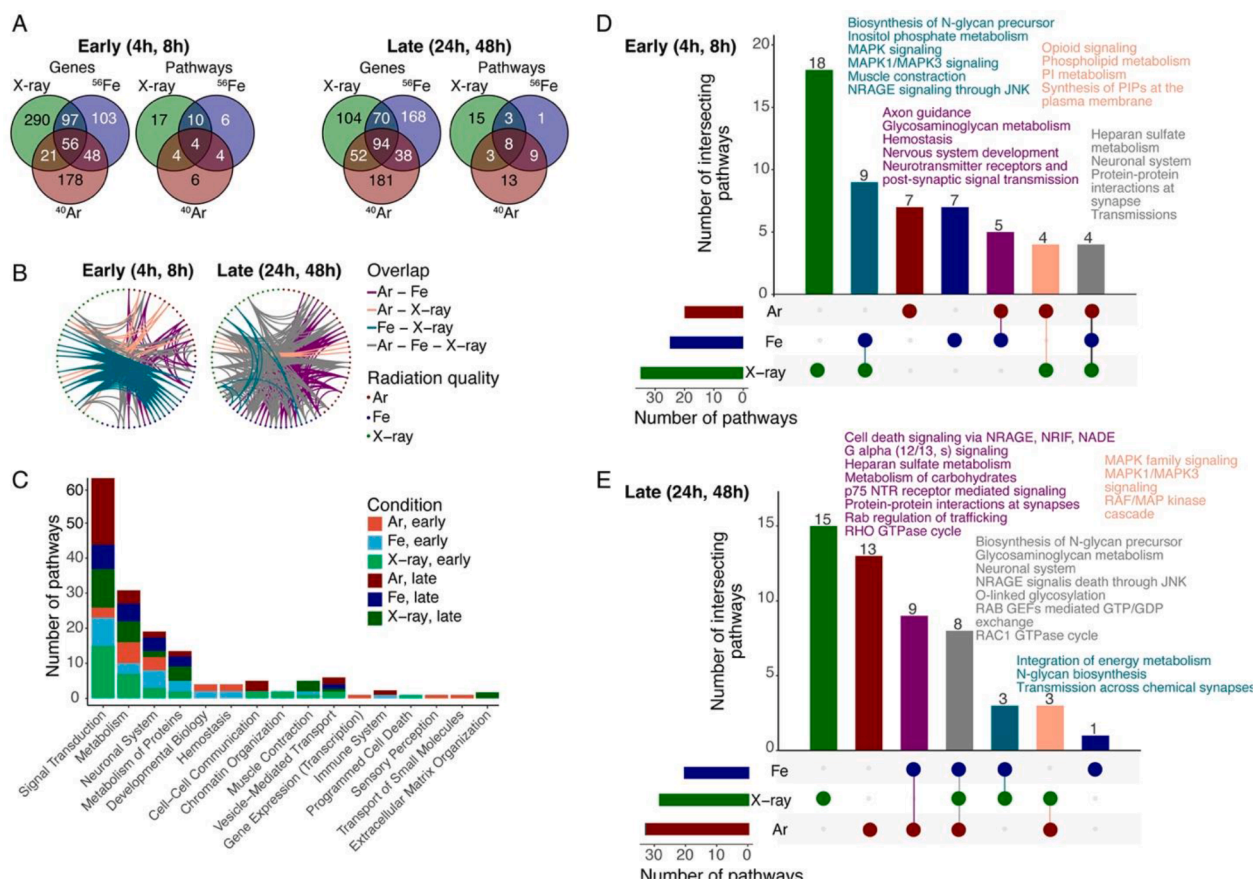 A
Early (4h, 8h)
Genes
Pathways
X-ray
56Fe
X-ray
56Fe
290
97
103
56
21
48
178
40Ar
17
10
6
4
4
4
6
40Ar
Late (24h, 48h)
Genes
Pathways
X-ray
56Fe
X-ray
56Fe
104
70
168
94
52
38
181
40Ar
15
3
1
8
3
9
13
40Ar
B
Early (4h, 8h)
Late (24h, 48h)
Overlap
Ar – Fe
Ar – X-ray
Fe – X-ray
Ar – Fe – X-ray
Radiation quality
Ar
Fe
X-ray
C
Number of pathways
60
50
40
30
20
10
0
Condition
Ar, early
Fe, early
X-ray, early
Ar, late
Fe, late
X-ray, late
Signal Transduction
Metabolism
Neuronal System
Metabolism of Proteins
Developmental Biology
Hemostasis
Cell–Cell Communication
Chromatin Organization
Muscle Contraction
Vesicle–Mediated Transport
Gene Expression (Transcription)
Immune System
Programmed Cell Death
Sensory Perception
Transport of Small Molecules
Extracellular Matrix Organization
D
Early (4h, 8h)
Number of intersecting
pathways
20
15
10
5
0
18
9
7
7
5
4
4
Biosynthesis of N-glycan precursor
Inositol phosphate metabolism
MAPK signaling
MAPK1/MAPK3 signaling
Muscle constraction
NRAGE signaling through JNK
Opioid signaling
Phospholipid metabolism
PI metabolism
Synthesis of PIPs at the
plasma membrane
Axon guidance
Glycosaminoglycan metabolism
Hemostasis
Nervous system development
Neurotransmitter receptors and
post-synaptic signal transmission
Heparan sulfate
metabolism
Neuronal system
Protein-protein
interactions at
synapse
Transmissions
Ar
Fe
X-ray
30
20
10
0
Number of pathways
E
Late (24h, 48h)
Number of intersecting
pathways
15
10
5
0
15
13
9
8
3
3
1
Cell death signaling via NRAGE, NRIF, NADE
G alpha (12/13, s) signaling
Heparan sulfate metabolism
Metabolism of carbohydrates
p75 NTR receptor mediated signaling
Protein-protein interactions at synapses
Rab regulation of trafficking
RHO GTPase cycle
MAPK family signaling
MAPK1/MAPK3
signaling
RAF/MAP kinase
cascade
Biosynthesis of N-glycan precursor
Glycosaminoglycan metabolism
Neuronal system
NRAGE signalis death through JNK
O-linked glycosylation
RAB GEFs mediated GTP/GDP
exchange
RAC1 GTPase cycle
Integration of energy metabolism
N-glycan biosynthesis
Transmission across chemical synapses
Fe
X-ray
Ar
30
20
10
0
Number of pathways